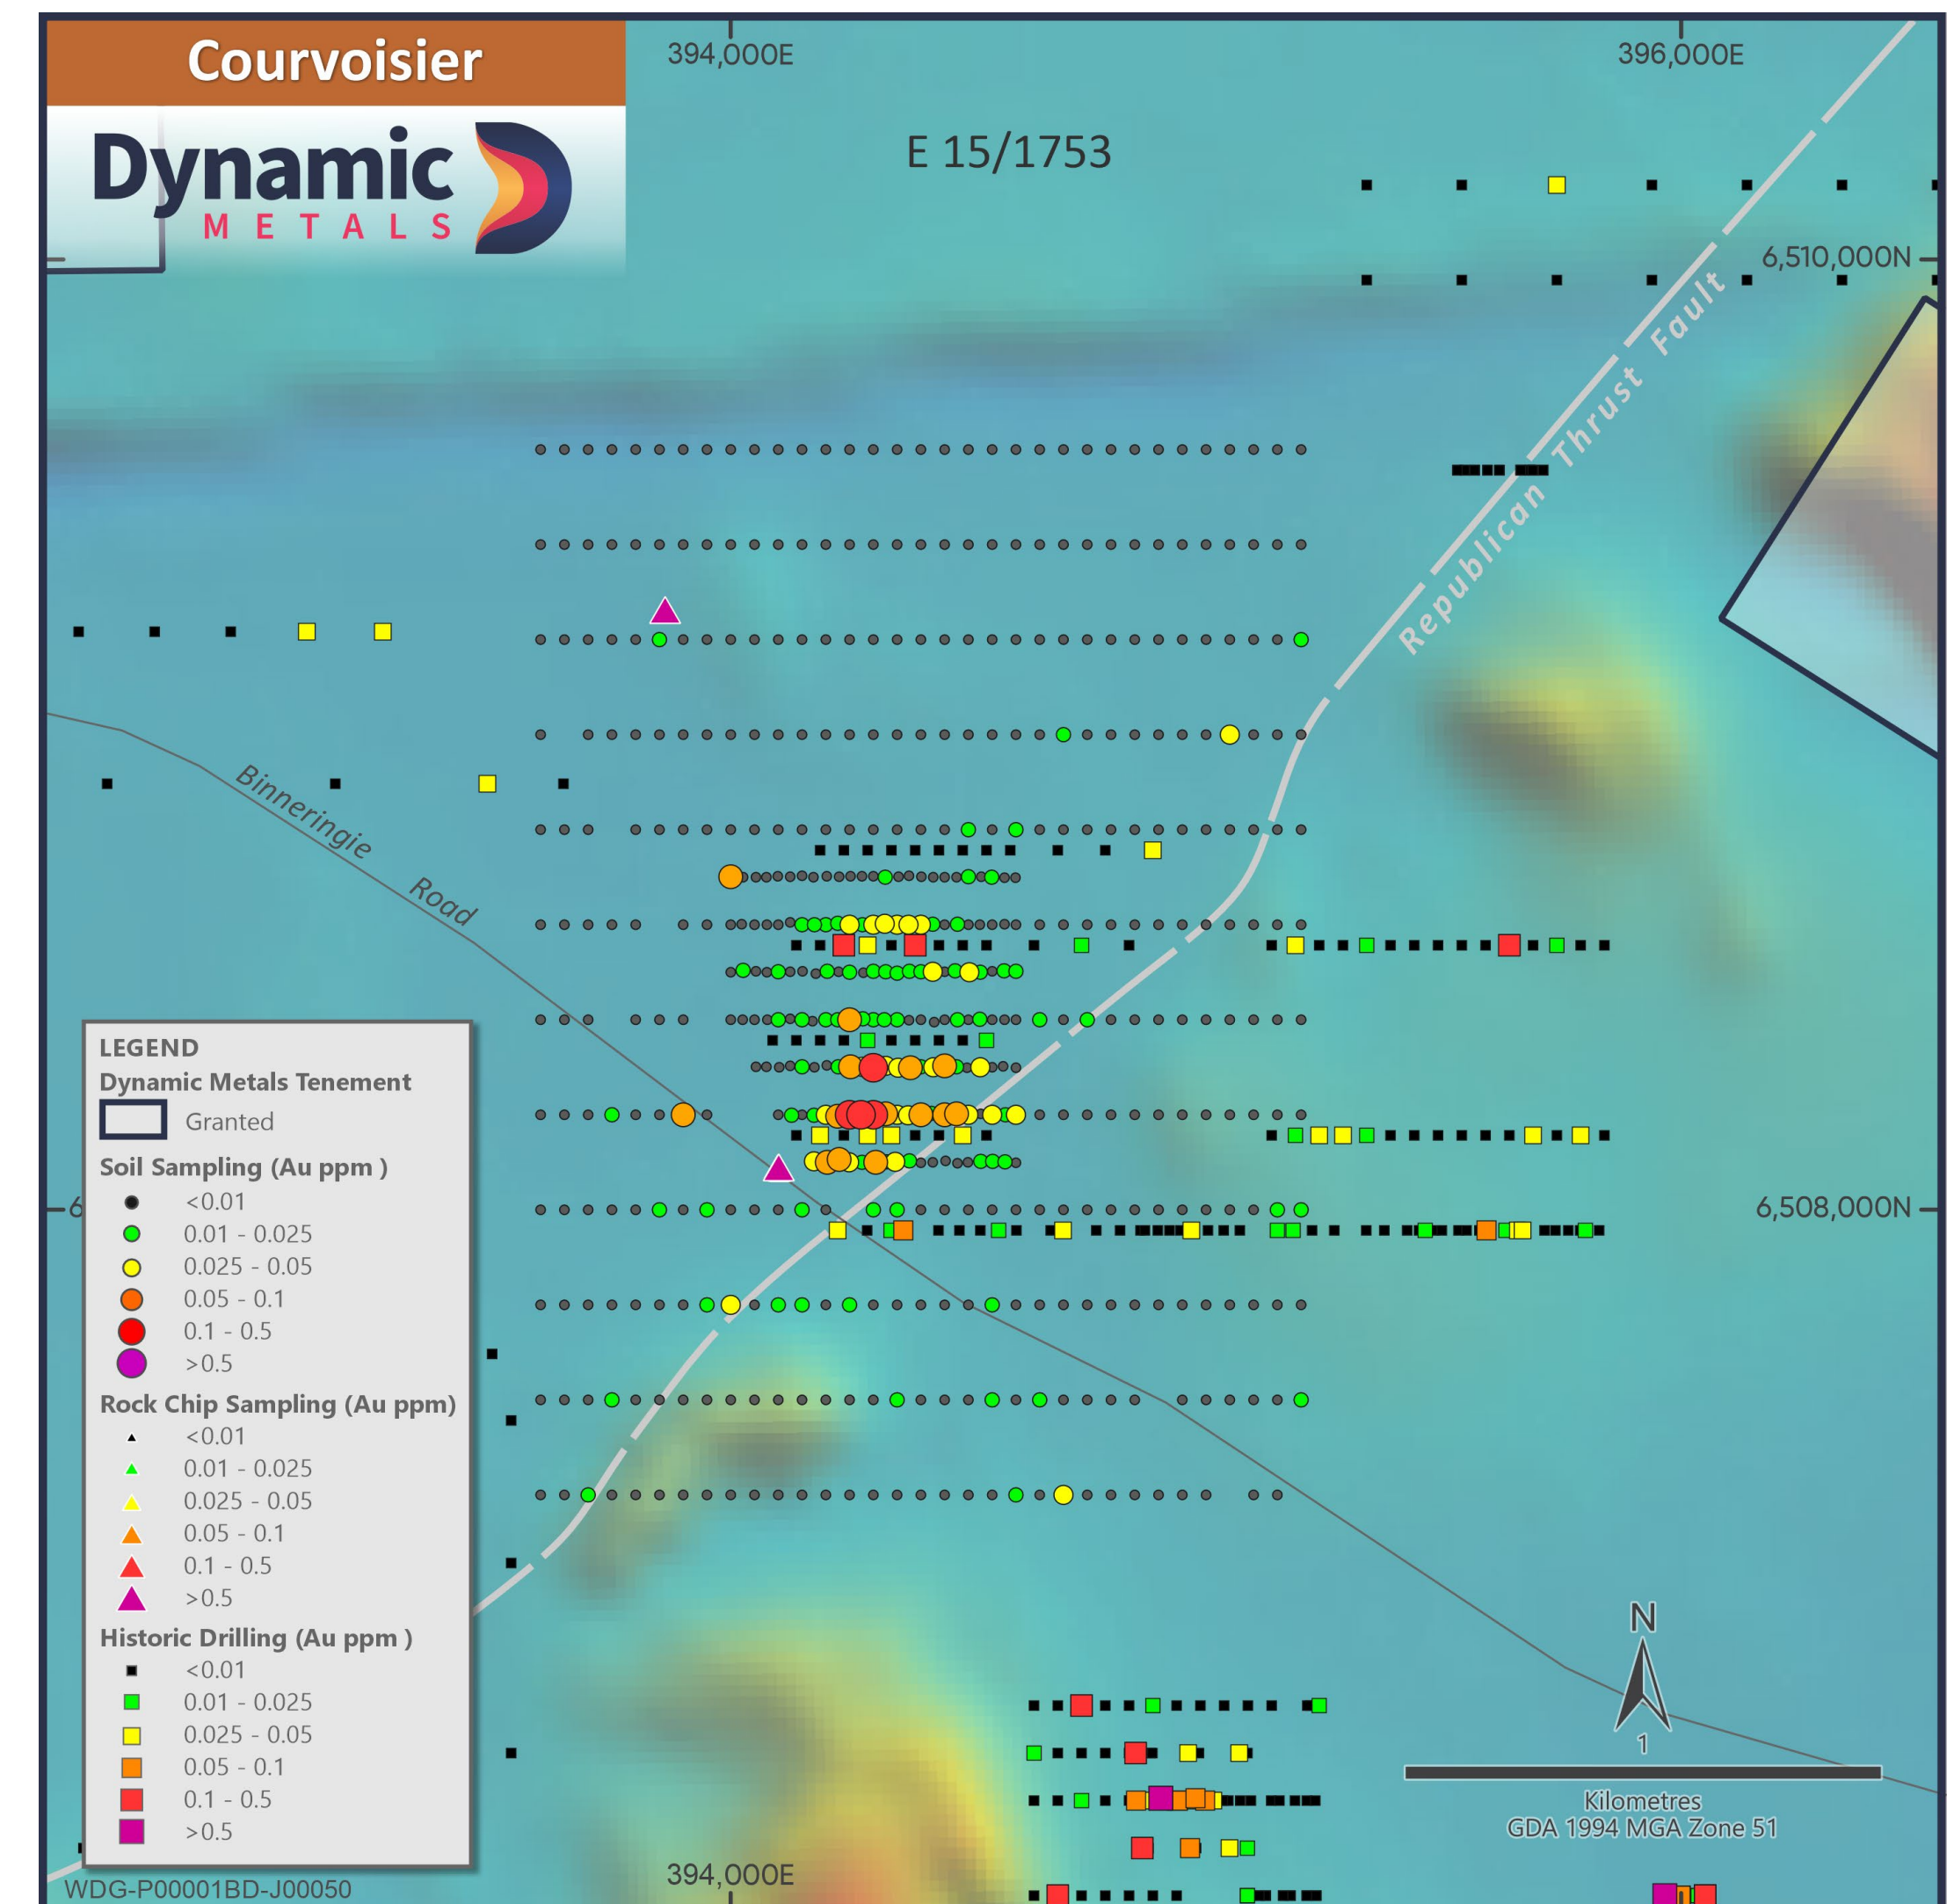 Courvoisier
Dynamic
METALS
394,000E
396,000E
E 15/1753
6,510,000N
Republican Thrust Fault
Binneringie Road
6,508,000N
6
LEGEND
Dynamic Metals Tenement
Granted
Soil Sampling (Au ppm )
<0.01
0.01 - 0.025
0.025 - 0.05
0.05 - 0.1
0.1 - 0.5
>0.5
Rock Chip Sampling (Au ppm)
<0.01
0.01 - 0.025
0.025 - 0.05
0.05 - 0.1
0.1 - 0.5
>0.5
Historic Drilling (Au ppm )
<0.01
0.01 - 0.025
0.025 - 0.05
0.05 - 0.1
0.1 - 0.5
>0.5
N
1
Kilometres
GDA 1994 MGA Zone 51
394,000E
WDG-P00001BD-J00050